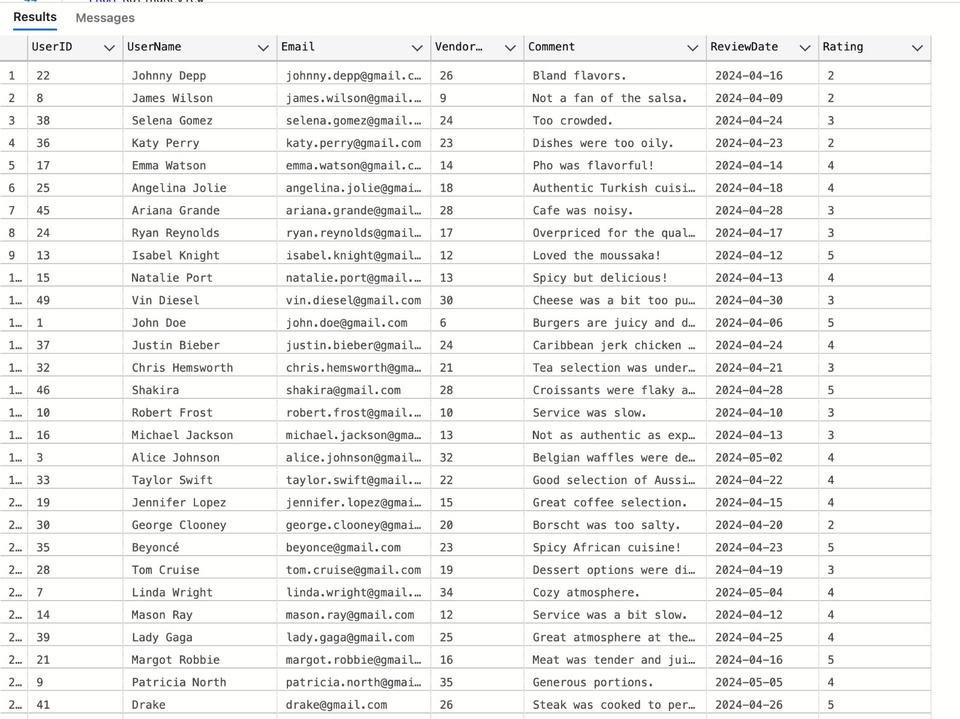 Results Messages
UserID UserName Email Vendor… Comment ReviewDate Rating
1 22 Johnny Depp johnny.depp@gmail.c… 26 Bland flavors. 2024-04-16 2
2 8 James Wilson james.wilson@gmail.… 9 Not a fan of the salsa. 2024-04-09 2
3 38 Selena Gomez selena.gomez@gmail.… 24 Too crowded. 2024-04-24 3
4 36 Katy Perry katy.perry@gmail.com 23 Dishes were too oily. 2024-04-23 2
5 17 Emma Watson emma.watson@gmail.c… 14 Pho was flavorful! 2024-04-14 4
6 25 Angelina Jolie angelina.jolie@gmai… 18 Authentic Turkish cuisi… 2024-04-18 4
7 45 Ariana Grande ariana.grande@gmail… 28 Cafe was noisy. 2024-04-28 3
8 24 Ryan Reynolds ryan.reynolds@gmail… 17 Overpriced for the qual… 2024-04-17 3
9 13 Isabel Knight isabel.knight@gmail… 12 Loved the moussaka! 2024-04-12 5
1… 15 Natalie Port natalie.port@gmail.… 13 Spicy but delicious! 2024-04-13 4
1… 49 Vin Diesel vin.diesel@gmail.com 30 Cheese was a bit too pu… 2024-04-30 3
1… 1 John Doe john.doe@gmail.com 6 Burgers are juicy and d… 2024-04-06 5
1… 37 Justin Bieber justin.bieber@gmail… 24 Caribbean jerk chicken … 2024-04-24 4
1… 32 Chris Hemsworth chris.hemsworth@gma… 21 Tea selection was under… 2024-04-21 3
1… 46 Shakira shakira@gmail.com 28 Croissants were flaky a… 2024-04-28 5
1… 10 Robert Frost robert.frost@gmail.… 10 Service was slow. 2024-04-10 3
1… 16 Michael Jackson michael.jackson@gma… 13 Not as authentic as exp… 2024-04-13 3
1… 3 Alice Johnson alice.johnson@gmail… 32 Belgian waffles were de… 2024-05-02 4
1… 33 Taylor Swift taylor.swift@gmail.… 22 Good selection of Aussi… 2024-04-22 4
2… 19 Jennifer Lopez jennifer.lopez@gmai… 15 Great coffee selection. 2024-04-15 4
2… 30 George Clooney george.clooney@gmai… 20 Borscht was too salty. 2024-04-20 2
2… 35 Beyoncé beyonce@gmail.com 23 Spicy African cuisine! 2024-04-23 5
2… 28 Tom Cruise tom.cruise@gmail.com 19 Dessert options were di… 2024-04-19 3
2… 7 Linda Wright linda.wright@gmail.… 34 Cozy atmosphere. 2024-05-04 4
2… 14 Mason Ray mason.ray@gmail.com 12 Service was a bit slow. 2024-04-12 4
2… 39 Lady Gaga lady.gaga@gmail.com 25 Great atmosphere at the… 2024-04-25 4
2… 21 Margot Robbie margot.robbie@gmail… 16 Meat was tender and jui… 2024-04-16 5
2… 9 Patricia North patricia.north@gmai… 35 Generous portions. 2024-05-05 4
2… 41 Drake drake@gmail.com 26 Steak was cooked to per… 2024-04-26 5